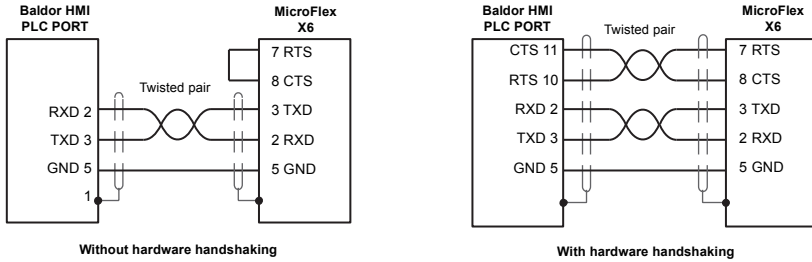 Baldor HMI
PLC PORT
MicroFlex
X6
7 RTS
8 CTS
Twisted pair
RXD 2
3 TXD
TXD 3
2 RXD
GND 5
5 GND
1
Without hardware handshaking
Baldor HMI
PLC PORT
MicroFlex
X6
Twisted pair
CTS 11
7 RTS
RTS 10
8 CTS
RXD 2
3 TXD
TXD 3
2 RXD
GND 5
5 GND
With hardware handshaking